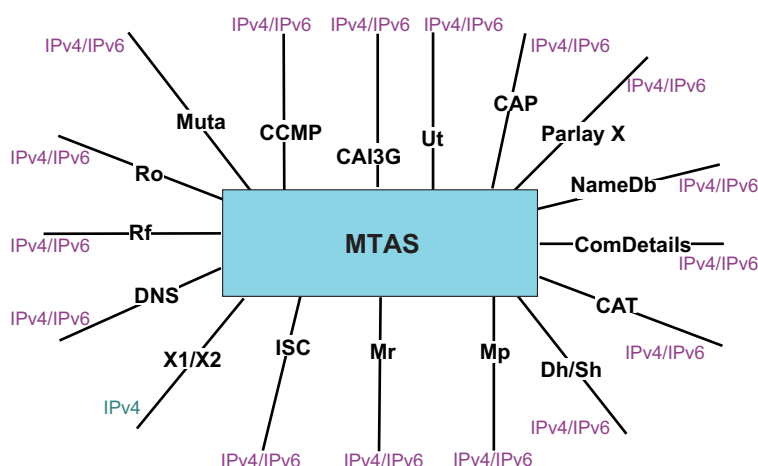 IPv4/IPv6 IPv4/IPv6 IPv4/IPv6 IPv4/IPv6
IPv4/IPv6 IPv4/IPv6
IPv4/IPv6
CAP
Muta CCMP Ut Parlay X
CAI3G
IPv4/IPv6
Ro NameDb IPv4/IPv6
Rf MTAS ComDetails
IPv4/IPv6 IPv4/IPv6
DNS CAT
IPv4/IPv6
X1/X2 ISC Mr Mp IPv4/IPv6
Dh/Sh
IPv4
IPv4/IPv6
IPv4/IPv6 IPv4/IPv6 IPv4/IPv6